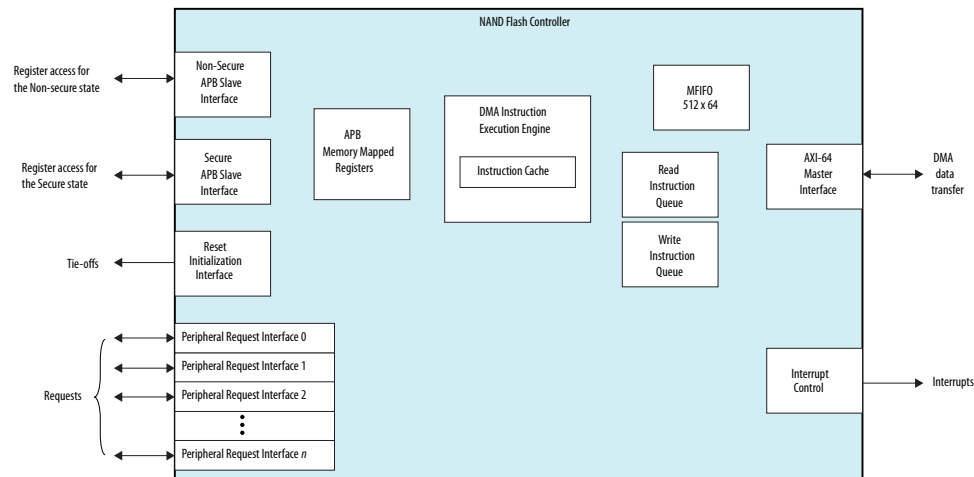 NAND Flash Controller
Register access for
the Non-secure state
Non-Secure
APB Slave
Interface
Register access for
the Secure state
Secure
APB Slave
Interface
Tie-offs
Reset
Initialization
Interface
Requests
Peripheral Request Interface 0
Peripheral Request Interface 1
Peripheral Request Interface 2
Peripheral Request Interface n
APB
Memory Mapped
Registers
DMA Instruction
Execution Engine
Instruction Cache
MFIFO
512 x 64
Read
Instruction
Queue
Write
Instruction
Queue
AXI-64
Master
Interface
DMA
data
transfer
Interrupt
Control
Interrupts